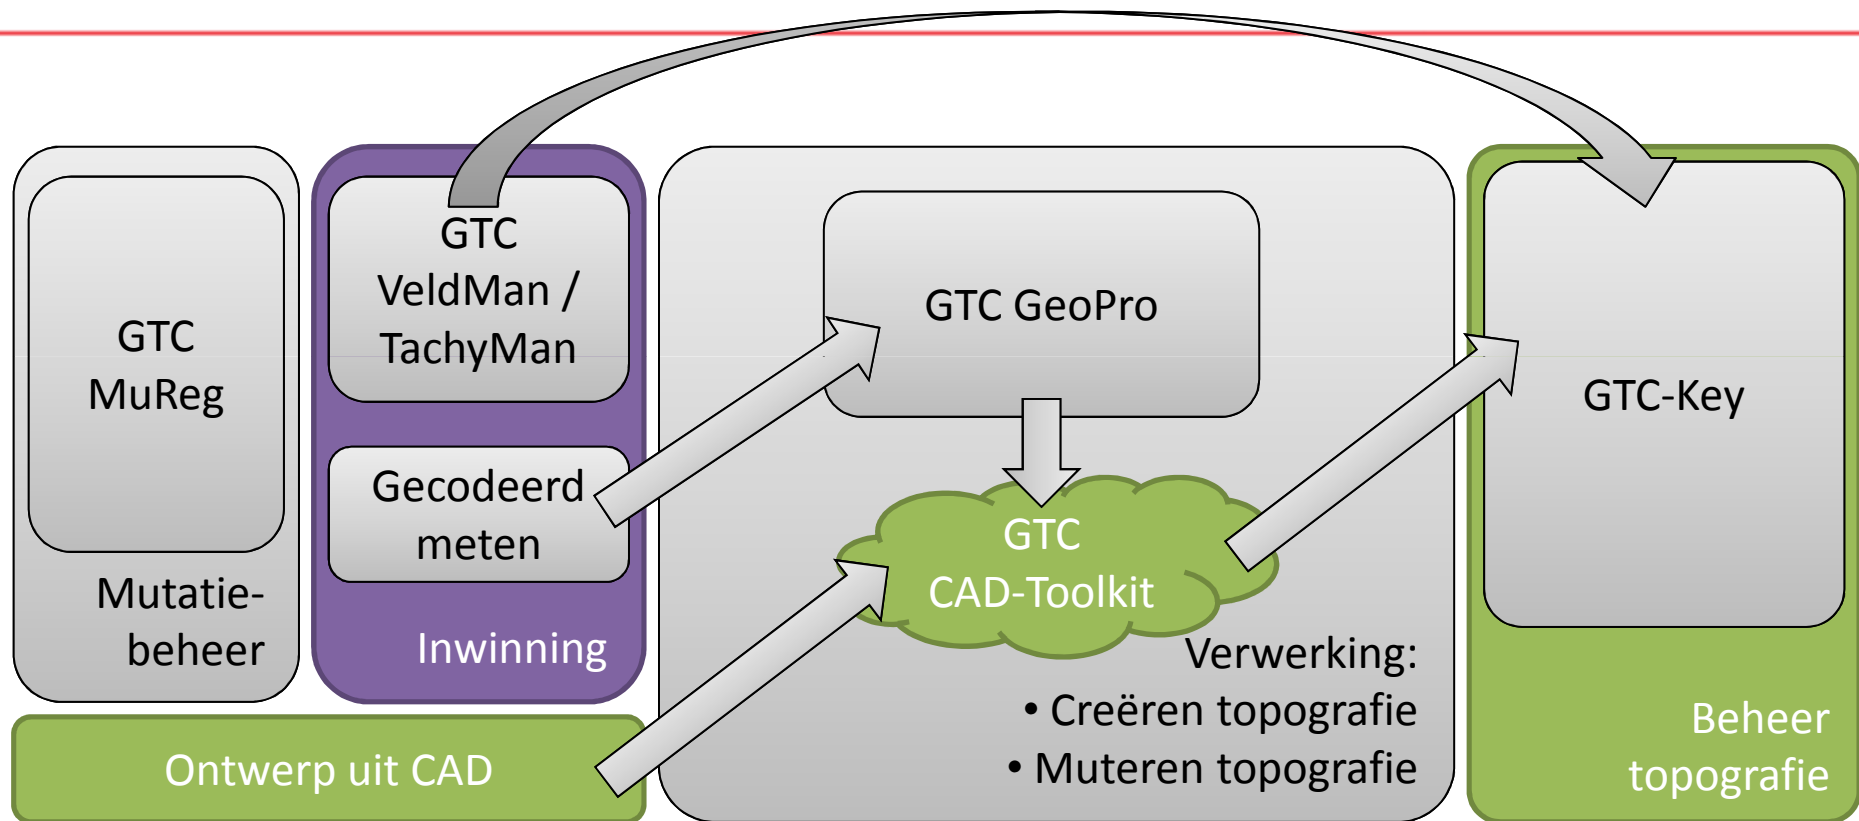 GTC
MuReg
Mutatie-
beheer
GTC
VeldMan /
TachyMan
Gecodeerd
meten
Inwinning
Ontwerp uit CAD
GTC GeoPro
GTC
CAD-Toolkit
Verwerking:
• Creëren topografie
• Muteren topografie
GTC-Key
Beheer
topografie